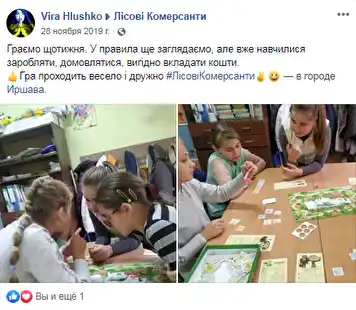 Vira Hlushko ▸ Лісові Комерсанти
28 ноября 2019 г. ·
Граємо щотижня. У правила ще заглядаємо, але вже навчилися
заробляти, домовлятися, вигідно вкладати кошти.
👍Гра проходить весело і дружно #ЛісовіКомерсанти✌😀 — в городе
Иршава.
Вы и ещё 1